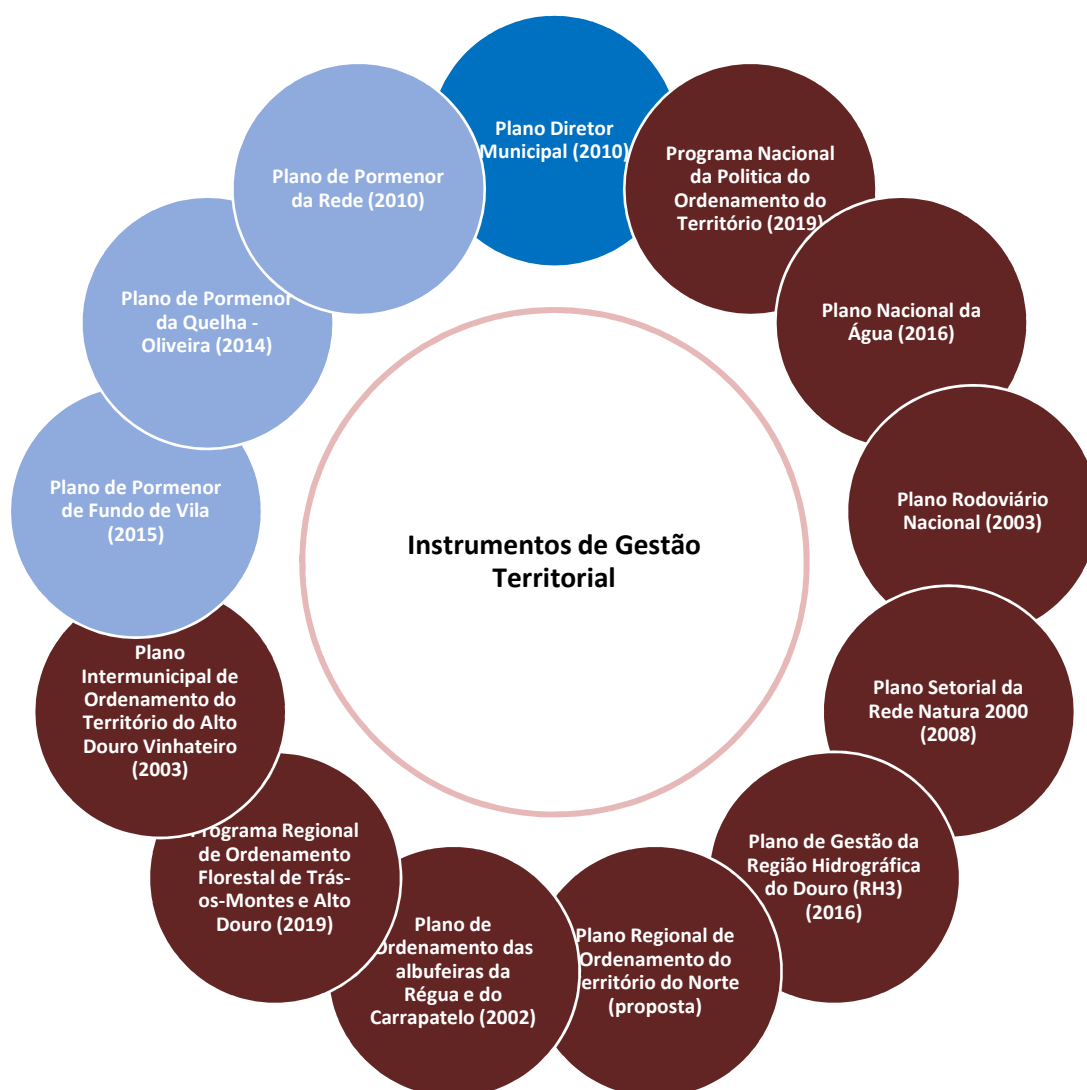 Plano Diretor
Municipal (2010)
Programa Nacional
da Politica do
Ordenamento do
Território (2019)
Plano Nacional da
Água (2016)
Plano Rodoviário
Nacional (2003)
Plano Setorial da
Rede Natura 2000
(2008)
Plano de Gestão da
Região Hidrográfica
do Douro (RH3)
(2016)
Plano Regional de
Ordenamento do
Território do Norte
(proposta)
Plano de
Ordenamento das
albufeiras da
Régua e do
Carrapatelo (2002)
Programa Regional
de Ordenamento
Florestal de Trás-
os-Montes e Alto
Douro (2019)
Plano
Intermunicipal de
Ordenamento do
Território do Alto
Douro Vinhateiro
(2003)
Plano de Pormenor
de Fundo de Vila
(2015)
Plano de Pormenor
da Quelha -
Oliveira (2014)
Plano de Pormenor
da Rede (2010)
Instrumentos de Gestão
Territorial